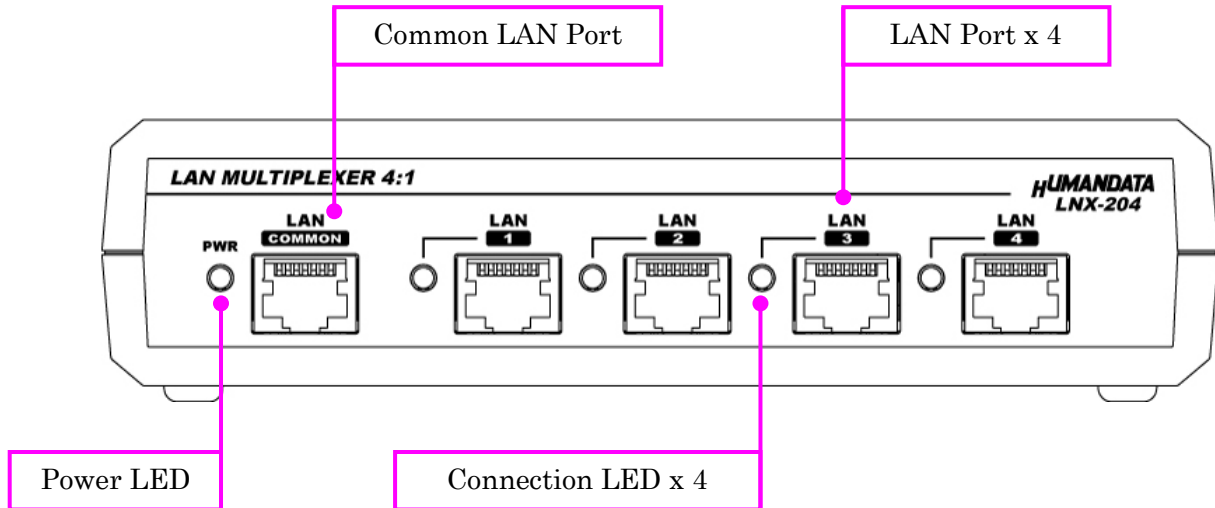 Common LAN Port
LAN Port x 4
LAN MULTIPLEXER 4:1
HUMANDATA
LNX-204
PWR
LAN
COMMON
LAN
1
LAN
2
LAN
3
LAN
4
Power LED
Connection LED x 4